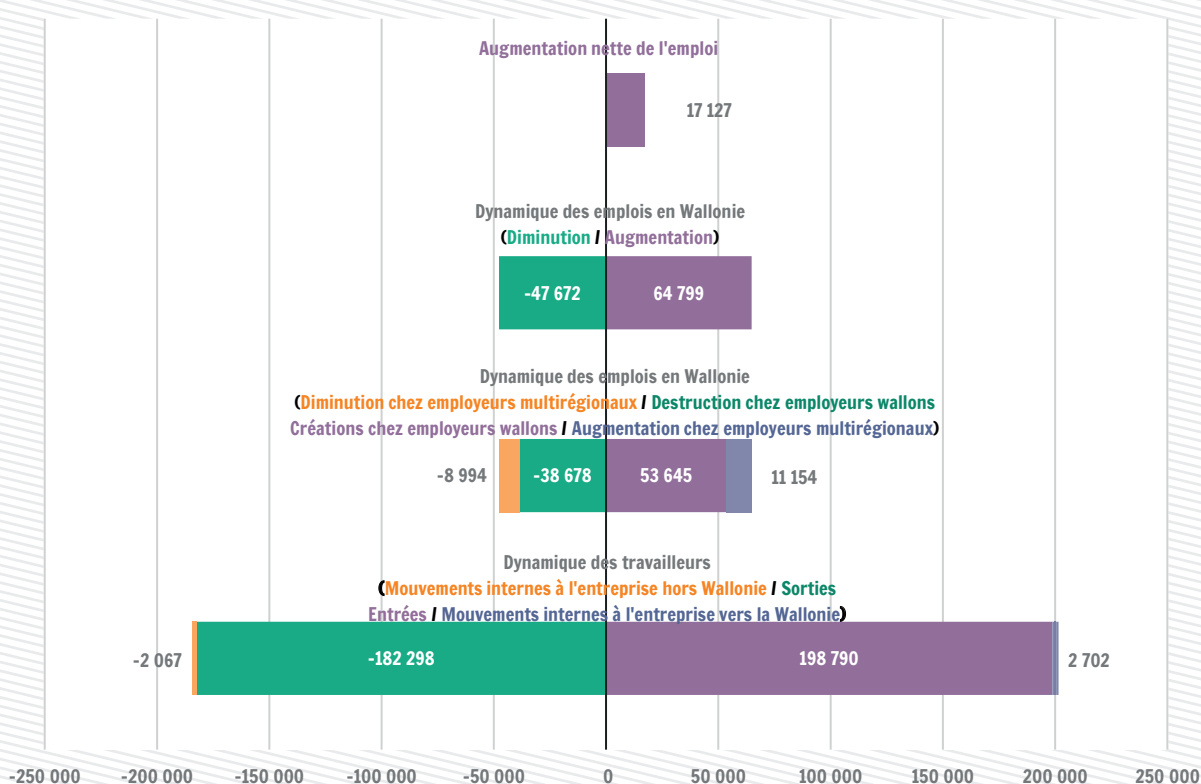 Augmentation nette de l'emploi
17 127
Dynamique des emplois en Wallonie
(Diminution / Augmentation)
-47 672
64 799
Dynamique des emplois en Wallonie
(Diminution chez employeurs multirégionaux / Destruction chez employeurs wallons
Créations chez employeurs wallons / Augmentation chez employeurs multirégionaux)
-8 994
-38 678
53 645
11 154
Dynamique des travailleurs
(Mouvements internes à l'entreprise hors Wallonie / Sorties
Entrées / Mouvements internes à l'entreprise vers la Wallonie)
-2 067
-182 298
198 790
2 702
-250 000 -200 000 -150 000 -100 000 -50 000 0 50 000 100 000 150 000 200 000 250 000